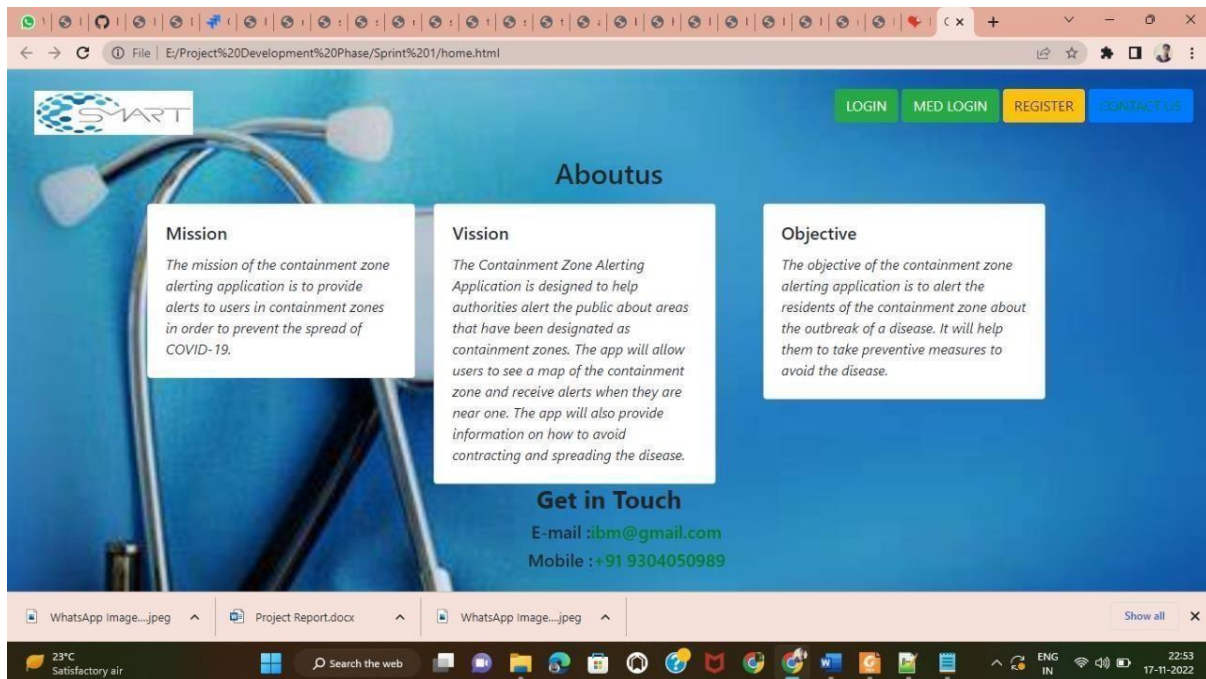 File | E:/Project%20Development%20Phase/Sprint%201/home.html
SMART
LOGIN
MED LOGIN
REGISTER
CONTACT US
Aboutus
Mission
The mission of the containment zone
alerting application is to provide
alerts to users in containment zones
in order to prevent the spread of
COVID-19.
Vission
The Containment Zone Alerting
Application is designed to help
authorities alert the public about areas
that have been designated as
containment zones. The app will allow
users to see a map of the containment
zone and receive alerts when they are
near one. The app will also provide
information on how to avoid
contracting and spreading the disease.
Objective
The objective of the containment zone
alerting application is to alert the
residents of the containment zone about
the outbreak of a disease. It will help
them to take preventive measures to
avoid the disease.
Get in Touch
E-mail :ibm@gmail.com
Mobile :+91 9304050989
WhatsApp Image....jpeg
Project Report.docx
WhatsApp Image....jpeg
Show all
23°C
Satisfactory air
Search the web
ENG
IN
22:53
17-11-2022